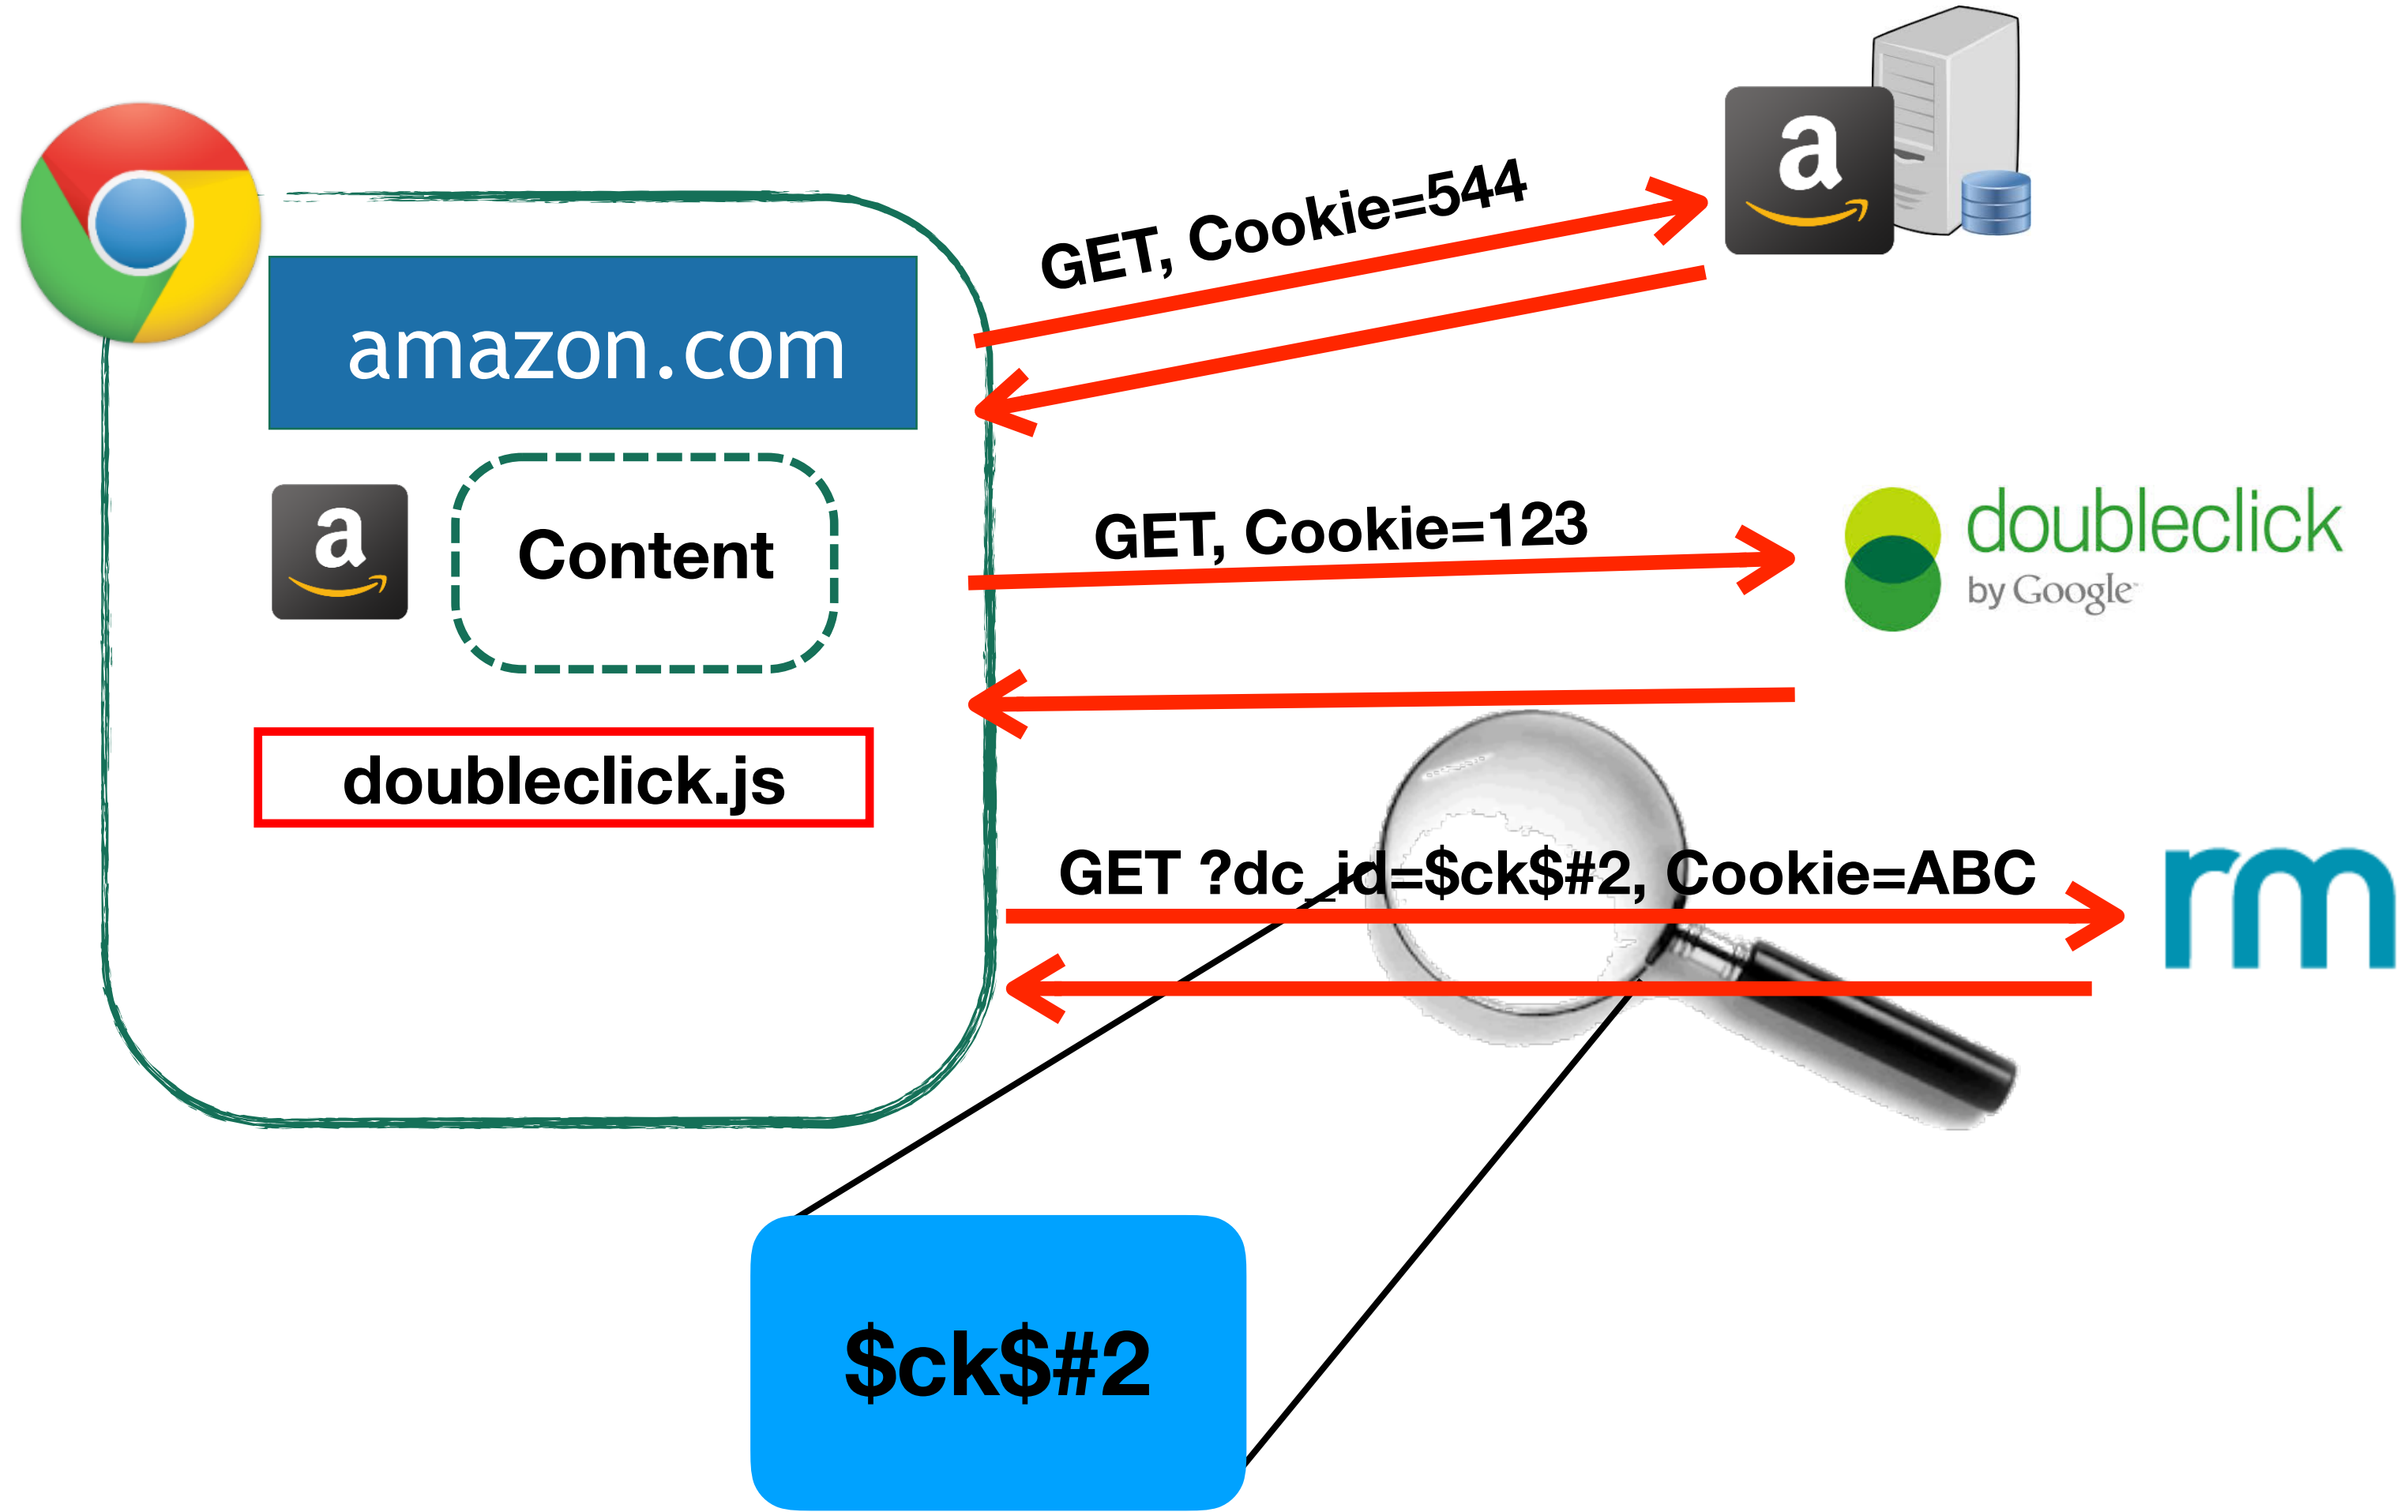 GET, Cookie=544
a
amazon.com
a
Content
GET, Cookie=123
doubleclick
by Google
doubleclick.js
GET ?dc_id=$ck$#2, Cookie=ABC
rm
$ck$#2